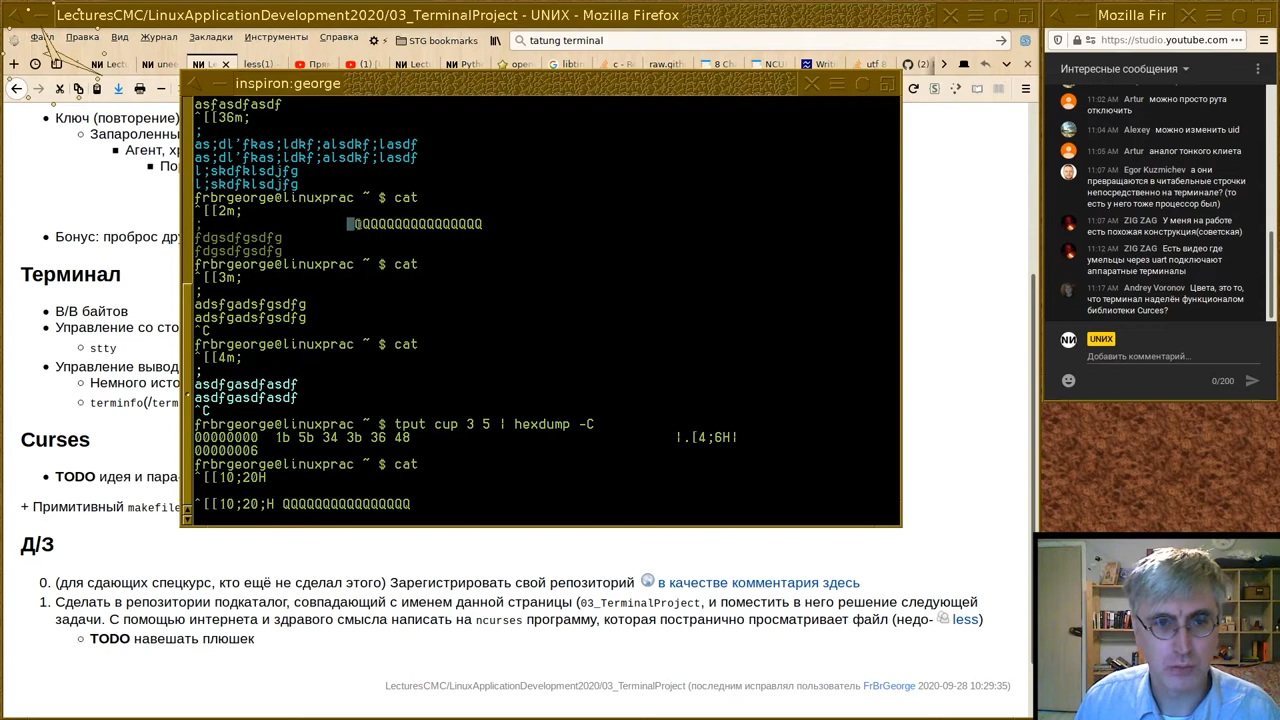 LecturesCMC/LinuxApplicationDevelopment2020/03_TerminalProject - UNИX - Mozilla Firefox
Файл Правка Вид Журнал Закладки Инструменты Справка
STG bookmarks
tatung terminal
inspiron:george
Ключ (повторение)
Запароленны
Агент, х
По
Бонус: проброс др
Терминал
В/В байтов
Управление со сто
stty
Управление вывод
Немного исто
terminfo(/term
Curses
TODO идея и пара
+ Примитивный makefile
asfasdfasdf
^[[36m;
;
as;dl'fkas;ldkf;alsdkf;lasdf
as;dl'fkas;ldkf;alsdkf;lasdf
l;skdfklsdjfg
l;skdfklsdjfg
frbrgeorge@linuxprac ~ $ cat
^[[2m;
; QQQQQQQQQQQQQQQQ
fdgsdfgsdfg
fdgsdfgsdfg
frbrgeorge@linuxprac ~ $ cat
^[[3m;
;
adsfgadsfgsdfg
adsfgadsfgsdfg
^C
frbrgeorge@linuxprac ~ $ cat
^[[4m;
;
asdfgasdfasdf
asdfgasdfasdf
^C
frbrgeorge@linuxprac ~ $ tput cup 3 5 | hexdump -C
00000000 1b 5b 34 3b 36 48 |.[4;6H|
00000006
frbrgeorge@linuxprac ~ $ cat
^[[10;20H
^[[10;20;H QQQQQQQQQQQQQQQQ
Д/З
0. (для сдающих спецкурс, кто ещё не сделал этого) Зарегистрировать свой репозиторий в качестве комментария здесь
1. Сделать в репозитории подкаталог, совпадающий с именем данной страницы (03_TerminalProject, и поместить в него решение следующей
задачи. С помощью интернета и здравого смысла написать на ncurses программу, которая постранично просматривает файл (недо- less)
TODO навешать плюшек
LecturesCMC/LinuxApplicationDevelopment2020/03_TerminalProject (последним исправлял пользователь FrBrGeorge 2020-09-28 10:29:35)
Mozilla Fir
https://studio.youtube.com
Интересные сообщения
11:02 AM Artur можно просто рута
отключить
11:04 AM Alexey можно изменить uid
11:05 AM Artur аналог тонкого клиета
11:07 AM Egor Kuzmichev а они
превращаются в читабельные строчки
непосредственно на терминале? (то
есть у него тоже процессор был)
11:07 AM ZIG ZAG У меня на работе
есть похожая конструкция(советская)
11:12 AM ZIG ZAG Есть видео где
умельцы через uart подключают
аппаратные терминалы
11:17 AM Andrey Voronov Цвета, это то,
что терминал наделён функционалом
библиотеки Curces?
NИ UNИX
Добавить комментарий...
0/200